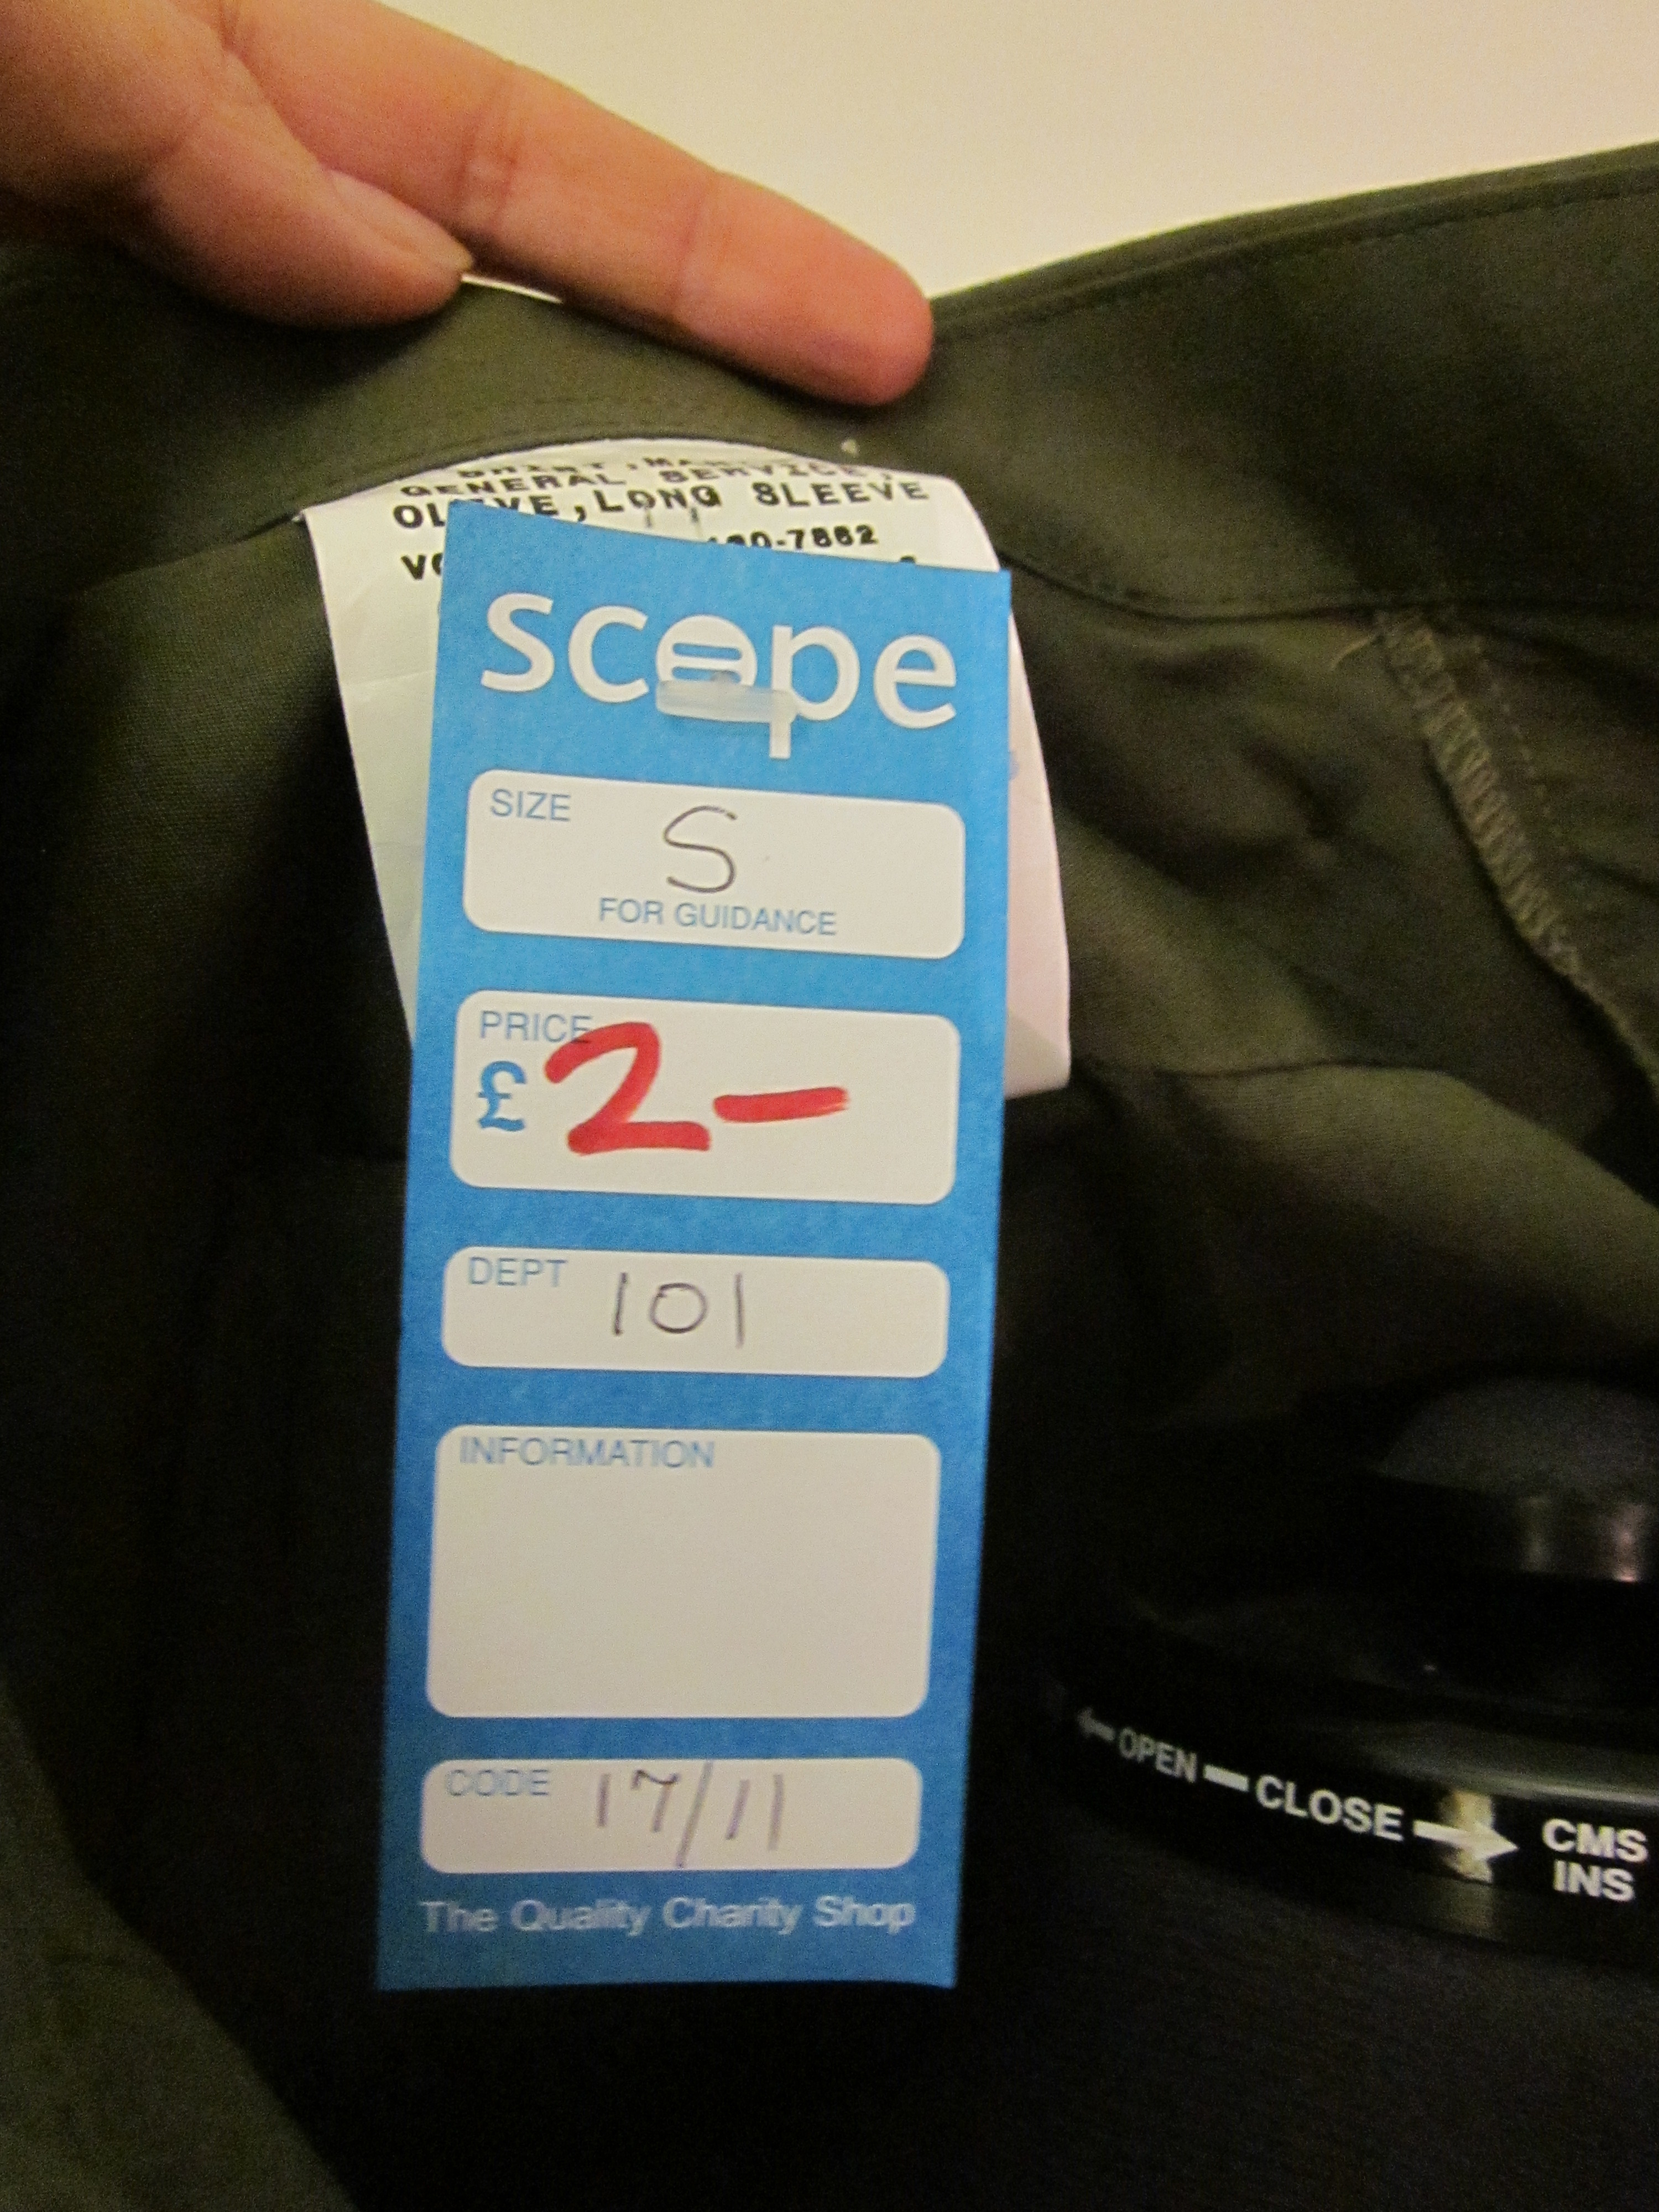 GENERAL SERVICE,
LONG SLEEVE
-7662
scope
SIZE S
FOR GUIDANCE
PRICE
£2-
DEPT 101
INFORMATION
CODE 17/11
The Quality Charity Shop
OPEN CLOSE CMS
INS